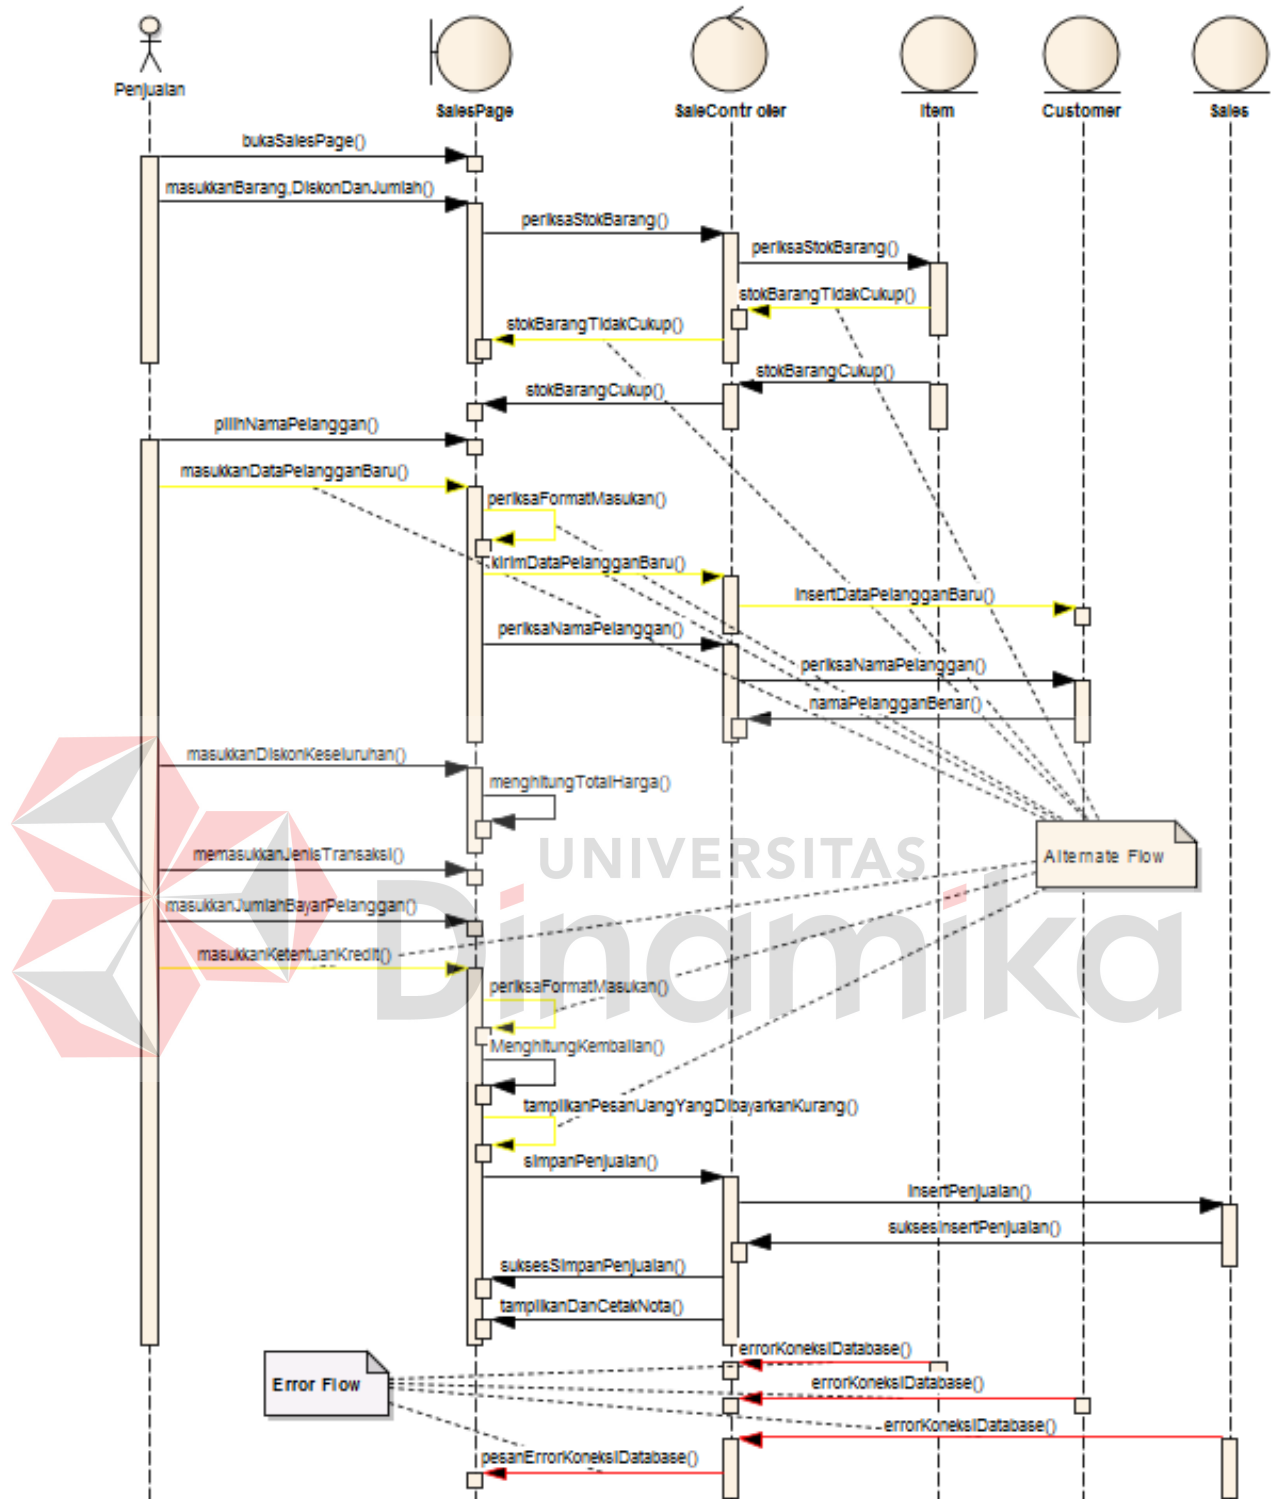 Penjualan
SalesPage
SaleController
Item
Customer
Sales
bukaSalesPage()
masukkanBarang,DiskonDanJumlah()
periksaStokBarang()
periksaStokBarang()
stokBarangTidakCukup()
stokBarangTidakCukup()
stokBarangCukup()
stokBarangCukup()
pilihNamaPelanggan()
masukkanDataPelangganBaru()
periksaFormatMasukan()
kirimDataPelangganBaru()
insertDataPelangganBaru()
periksaNamaPelanggan()
periksaNamaPelanggan()
namaPelangganBenar()
masukkanDiskonKeseluruhan()
menghitungTotalHarga()
UNIVERSITAS
Dinamika
Alternate Flow
memasukkanJenisTransaksi()
masukkanJumlahBayarPelanggan()
masukkanKetentuanKredit()
periksaFormatMasukan()
MenghitungKembalian()
tampilkanPesanUangYangDibayarkanKurang()
simpanPenjualan()
insertPenjualan()
suksesInsertPenjualan()
suksesSimpanPenjualan()
tampilkanDanCetakNota()
errorKoneksiDatabase()
Error Flow
errorKoneksiDatabase()
errorKoneksiDatabase()
pesanErrorKoneksiDatabase()